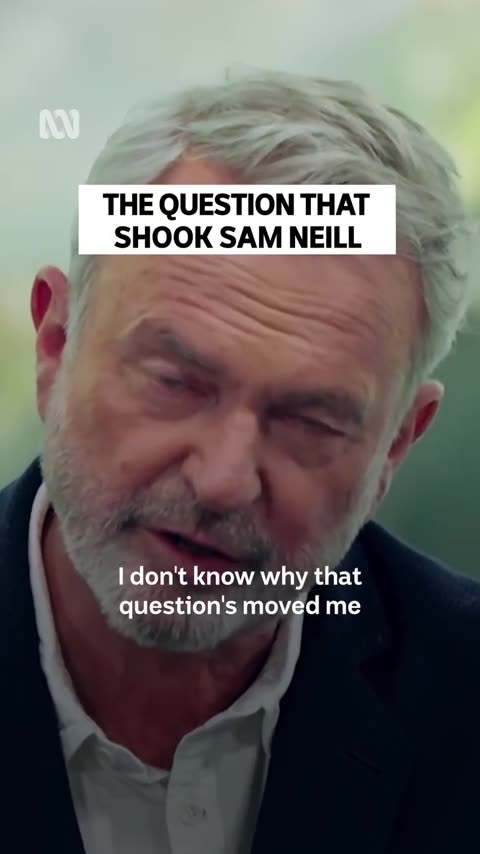 THE QUESTION THAT
SHOOK SAM NEILL
I don't know why that
question's moved me